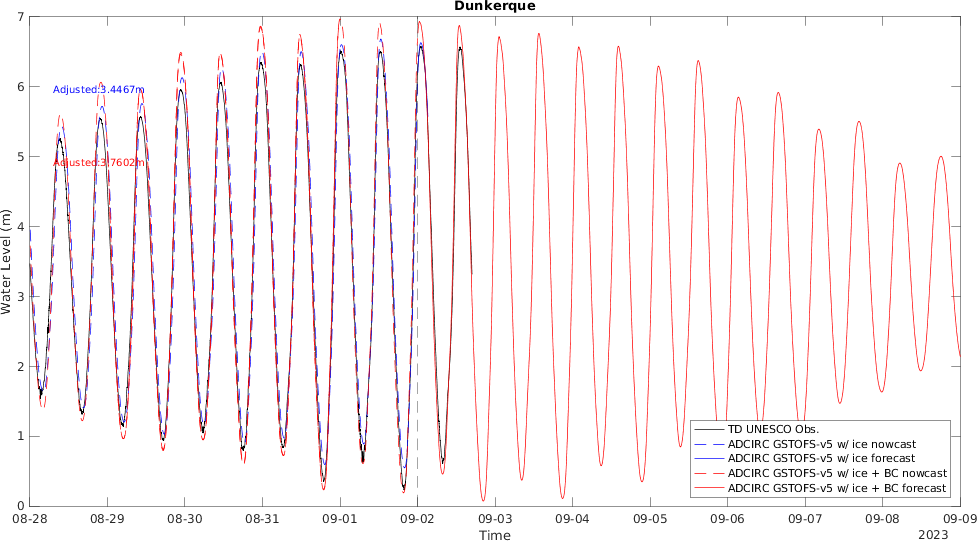 Dunkerque
7
6
5
4
3
2
1
0
Water Level (m)
Adjusted:3.4467m
Adjusted:3.7602m
TD UNESCO Obs.
ADCIRC GSTOFS-v5 w/ ice nowcast
ADCIRC GSTOFS-v5 w/ ice forecast
ADCIRC GSTOFS-v5 w/ ice + BC nowcast
ADCIRC GSTOFS-v5 w/ ice + BC forecast
08-28 08-29 08-30 08-31 09-01 09-02 09-03 09-04 09-05 09-06 09-07 09-08 09-09
Time
2023